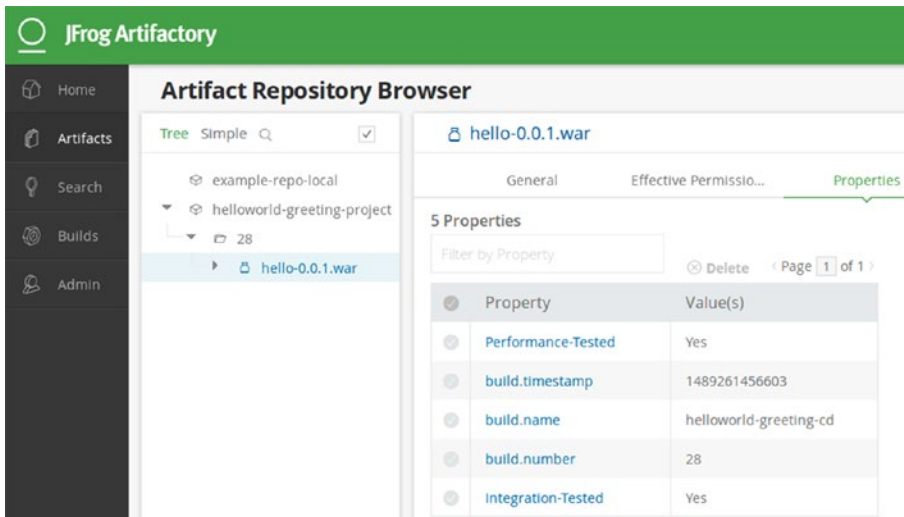 JFrog Artifactory
Home
Artifacts
Search
Builds
Admin
Artifact Repository Browser
Tree Simple
example-repo-local
helloworld-greeting-project
28
hello-0.0.1.war
hello-0.0.1.war
General Effective Permissio... Properties
5 Properties
Filter by Property
Delete Page 1 of 1
Property Value(s)
Performance-Tested Yes
build.timestamp 1489261456603
build.name helloworld-greeting-cd
build.number 28
Integration-Tested Yes